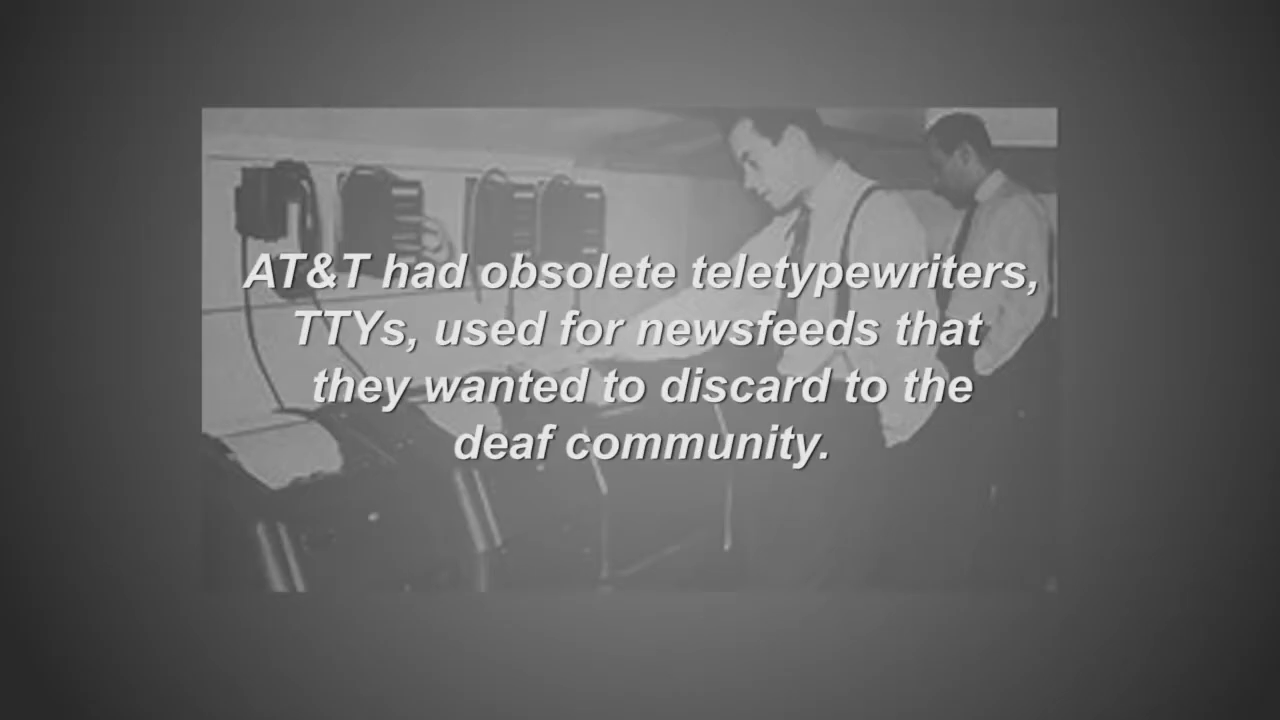 AT&T had obsolete teletypewriters,
TTYs, used for newsfeeds that
they wanted to discard to the
deaf community.